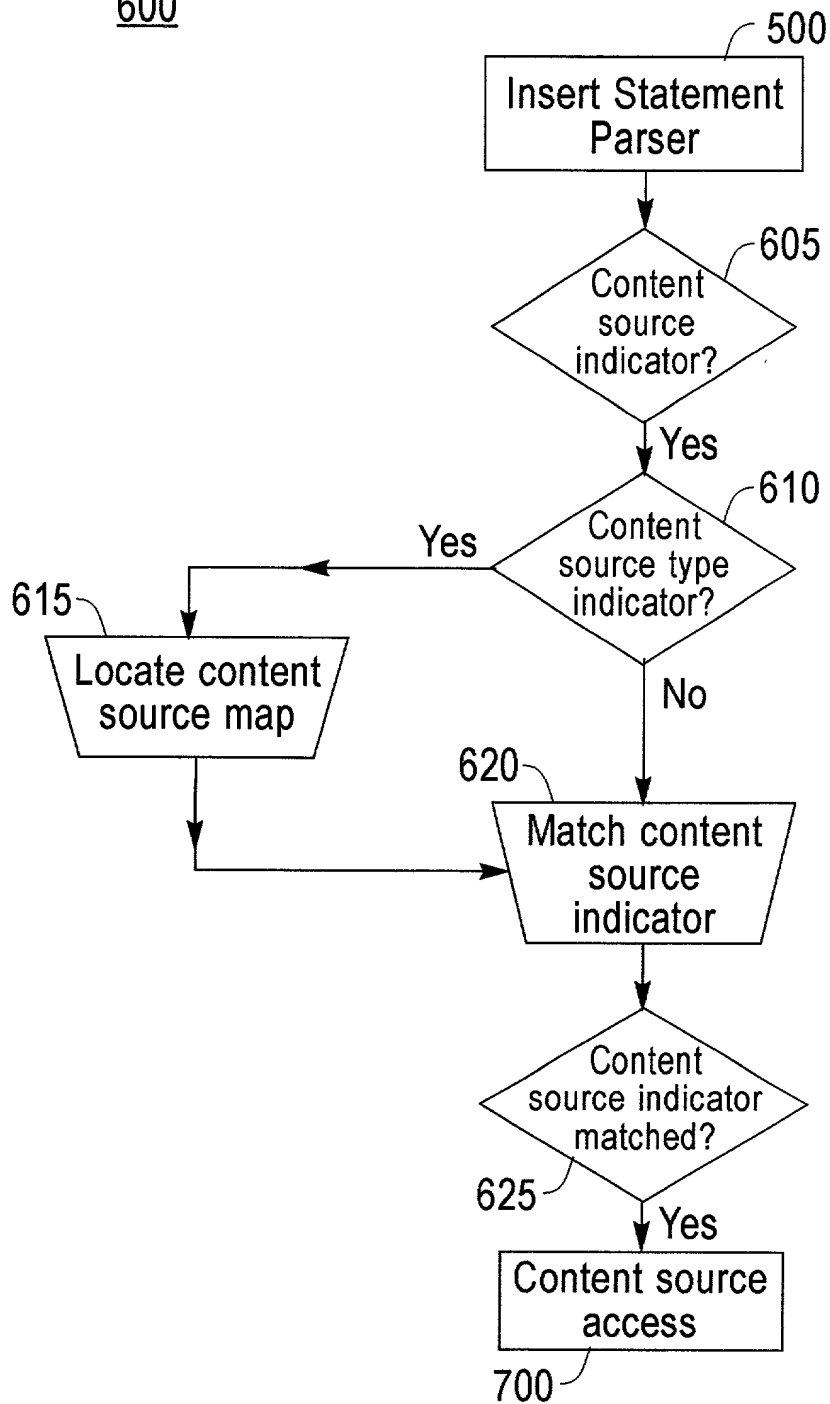 600
500
Insert Statement
Parser
605
Content
source
indicator?
Yes
610
Content
source type
indicator?
Yes
615
Locate content
source map
No
620
Match content
source
indicator
Content
source indicator
matched?
625
Yes
Content source
access
700